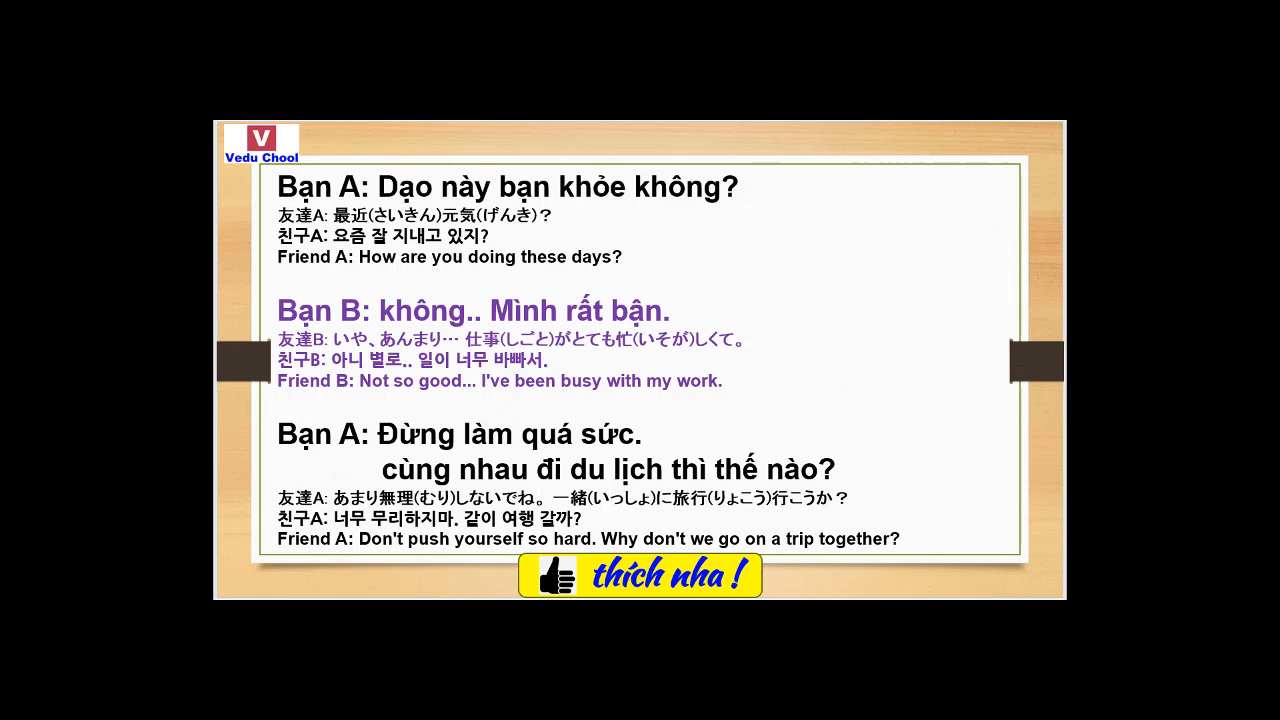 V
Vedu Chool
Bạn A: Dạo này bạn khỏe không?
友達A: 最近(さいきん)元気(げんき)？
친구A: 요즘 잘 지내고 있지?
Friend A: How are you doing these days?
Bạn B: không.. Mình rất bận.
友達B: いや、あんまり… 仕事(しごと)がとても忙(いそが)しくて。
친구B: 아니 별로.. 일이 너무 바빠서.
Friend B: Not so good... I've been busy with my work.
Bạn A: Đừng làm quá sức.
cùng nhau đi du lịch thì thế nào?
友達A: あまり無理(むり)しないでね。一緒(いっしょ)に旅行(りょこう)行こうか？
친구A: 너무 무리하지마. 같이 여행 갈까?
Friend A: Don't push yourself so hard. Why don't we go on a trip together?
thích nha !